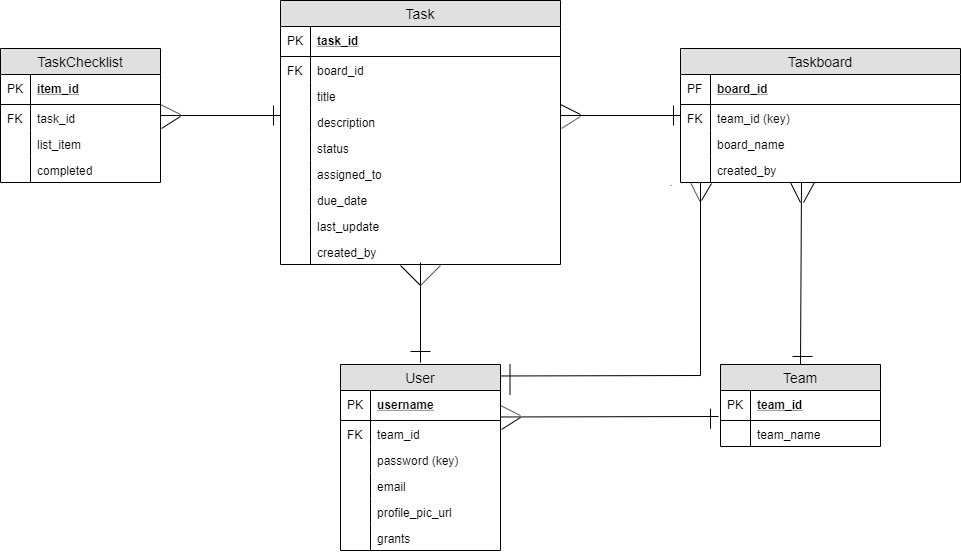 Task
PK task_id
FK board_id
title
description
status
assigned_to
due_date
last_update
created_by
TaskChecklist
PK item_id
FK task_id
list_item
completed
Taskboard
PF board_id
FK team_id (key)
board_name
created_by
User
PK username
FK team_id
password (key)
email
profile_pic_url
grants
Team
PK team_id
team_name